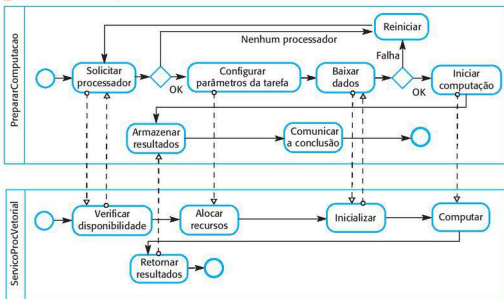 PrepararComputacao
Reiniciar
Nenhum processador
Falha
Solicitar
processador
OK
Configurar
parâmetros da tarefa
Baixar
dados
OK
Iniciar
computação
Armazenar
resultados
Comunicar
a conclusão
ServicoProcVetorial
Verificar
disponibilidade
Alocar
recursos
Inicializar
Computar
Retornar
resultados